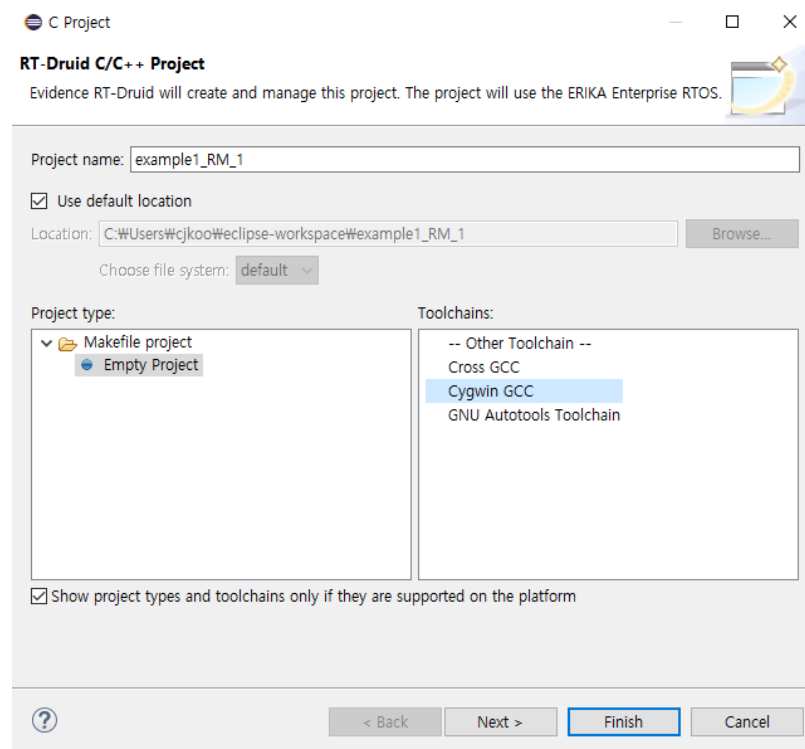 C Project
RT-Druid C/C++ Project
Evidence RT-Druid will create and manage this project. The project will use the ERIKA Enterprise RTOS.
Project name: example1_RM_1
Use default location
Location: C:₩Users₩cjkoo₩eclipse-workspace₩example1_RM_1 Browse...
Choose file system: default
Project type:
Makefile project
Empty Project
Toolchains:
-- Other Toolchain --
Cross GCC
Cygwin GCC
GNU Autotools Toolchain
Show project types and toolchains only if they are supported on the platform
? < Back Next > Finish Cancel